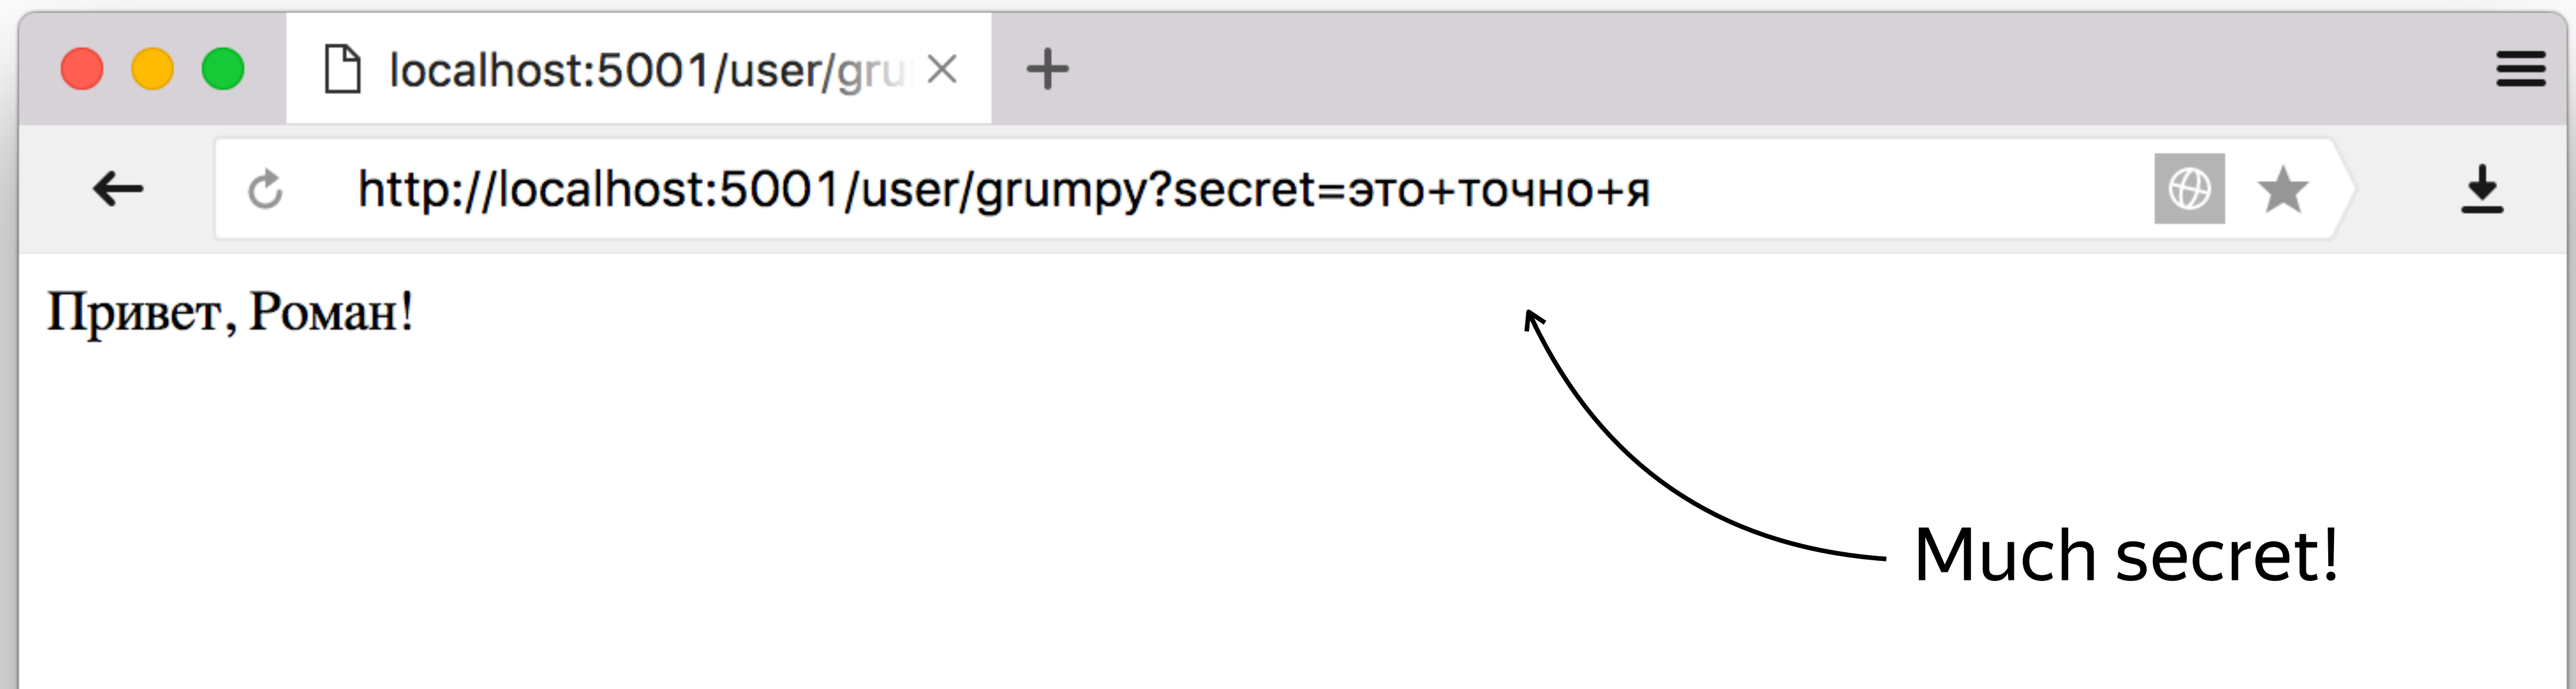 localhost:5001/user/gru
http://localhost:5001/user/grumpy?secret=это+точно+я
Привет, Роман!
Much secret!